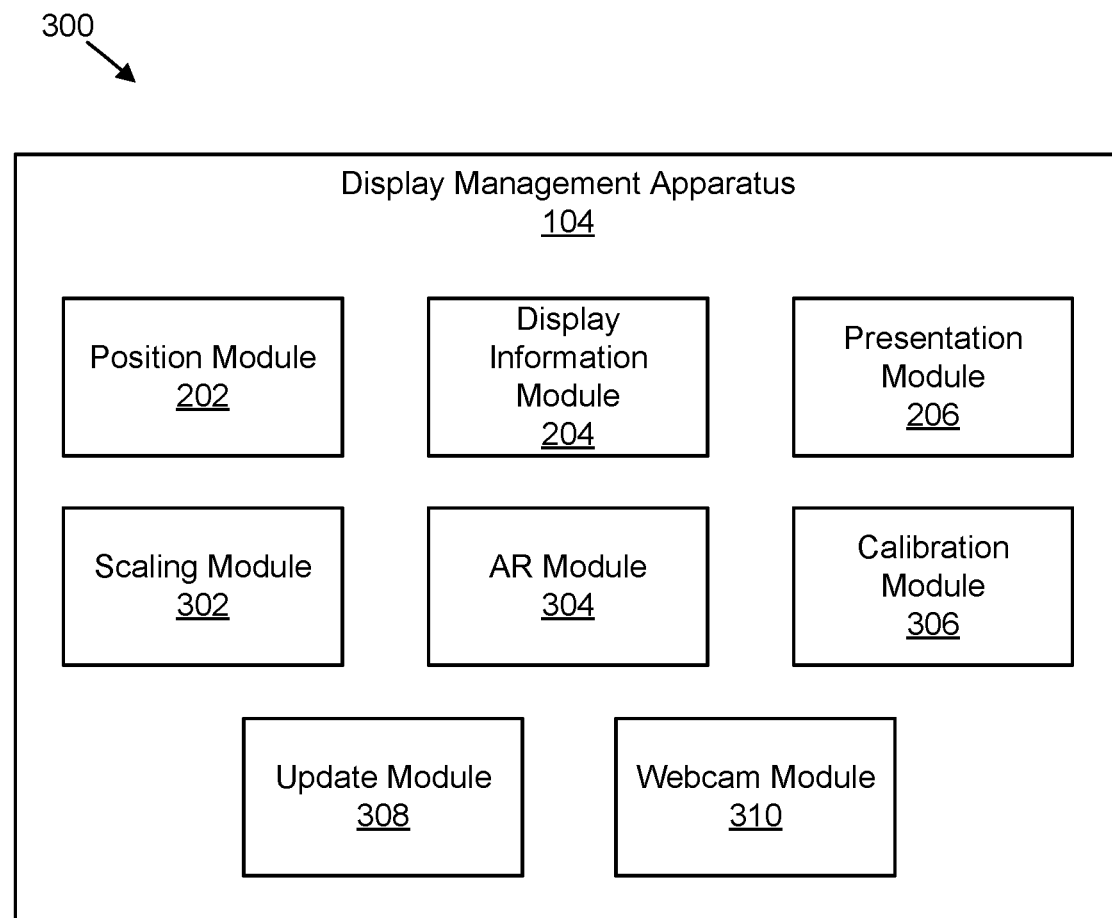 300
Display Management Apparatus
104
Position Module
202
Display
Information
Module
204
Presentation
Module
206
Scaling Module
302
AR Module
304
Calibration
Module
306
Update Module
308
Webcam Module
310